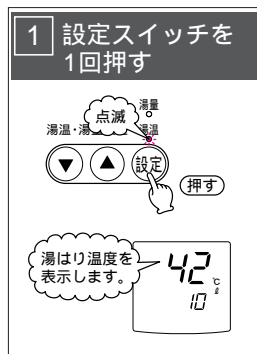 1 設定スイッチを
1回押す
点滅
湯量
湯温・湯
湯温
▼ ▲ 設定
押す
湯はり温度を
表示します。
42 ℃
10 ℓ